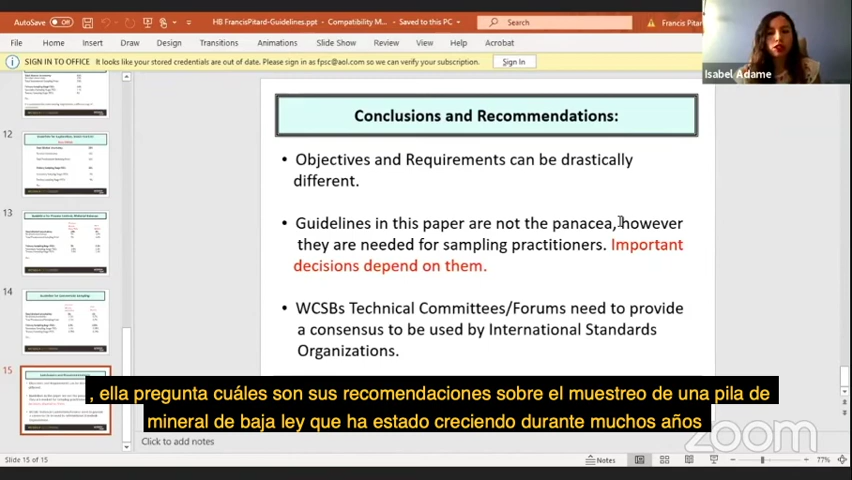 AutoSave Off
HB FrancisPitard-Guidelines.ppt - Compatibility M...
Saved to this PC
Search
Francis Pitard
File Home Insert Draw Design Transitions Animations Slide Show Review View Help Acrobat
SIGN IN TO OFFICE It looks like your stored credentials are out of date. Please sign in as fpsc@aol.com so we can verify your subscription. Sign In
Isabel Adame
12
13
14
15
Conclusions and Recommendations:
• Objectives and Requirements can be drastically
different.
• Guidelines in this paper are not the panacea, however
they are needed for sampling practitioners. Important
decisions depend on them.
• WCSBs Technical Committees/Forums need to provide
a consensus to be used by International Standards
Organizations.
, ella pregunta cuáles son sus recomendaciones sobre el muestreo de una pila de
mineral de baja ley que ha estado creciendo durante muchos años
zoom
Click to add notes
Slide 15 of 15
Notes
77%